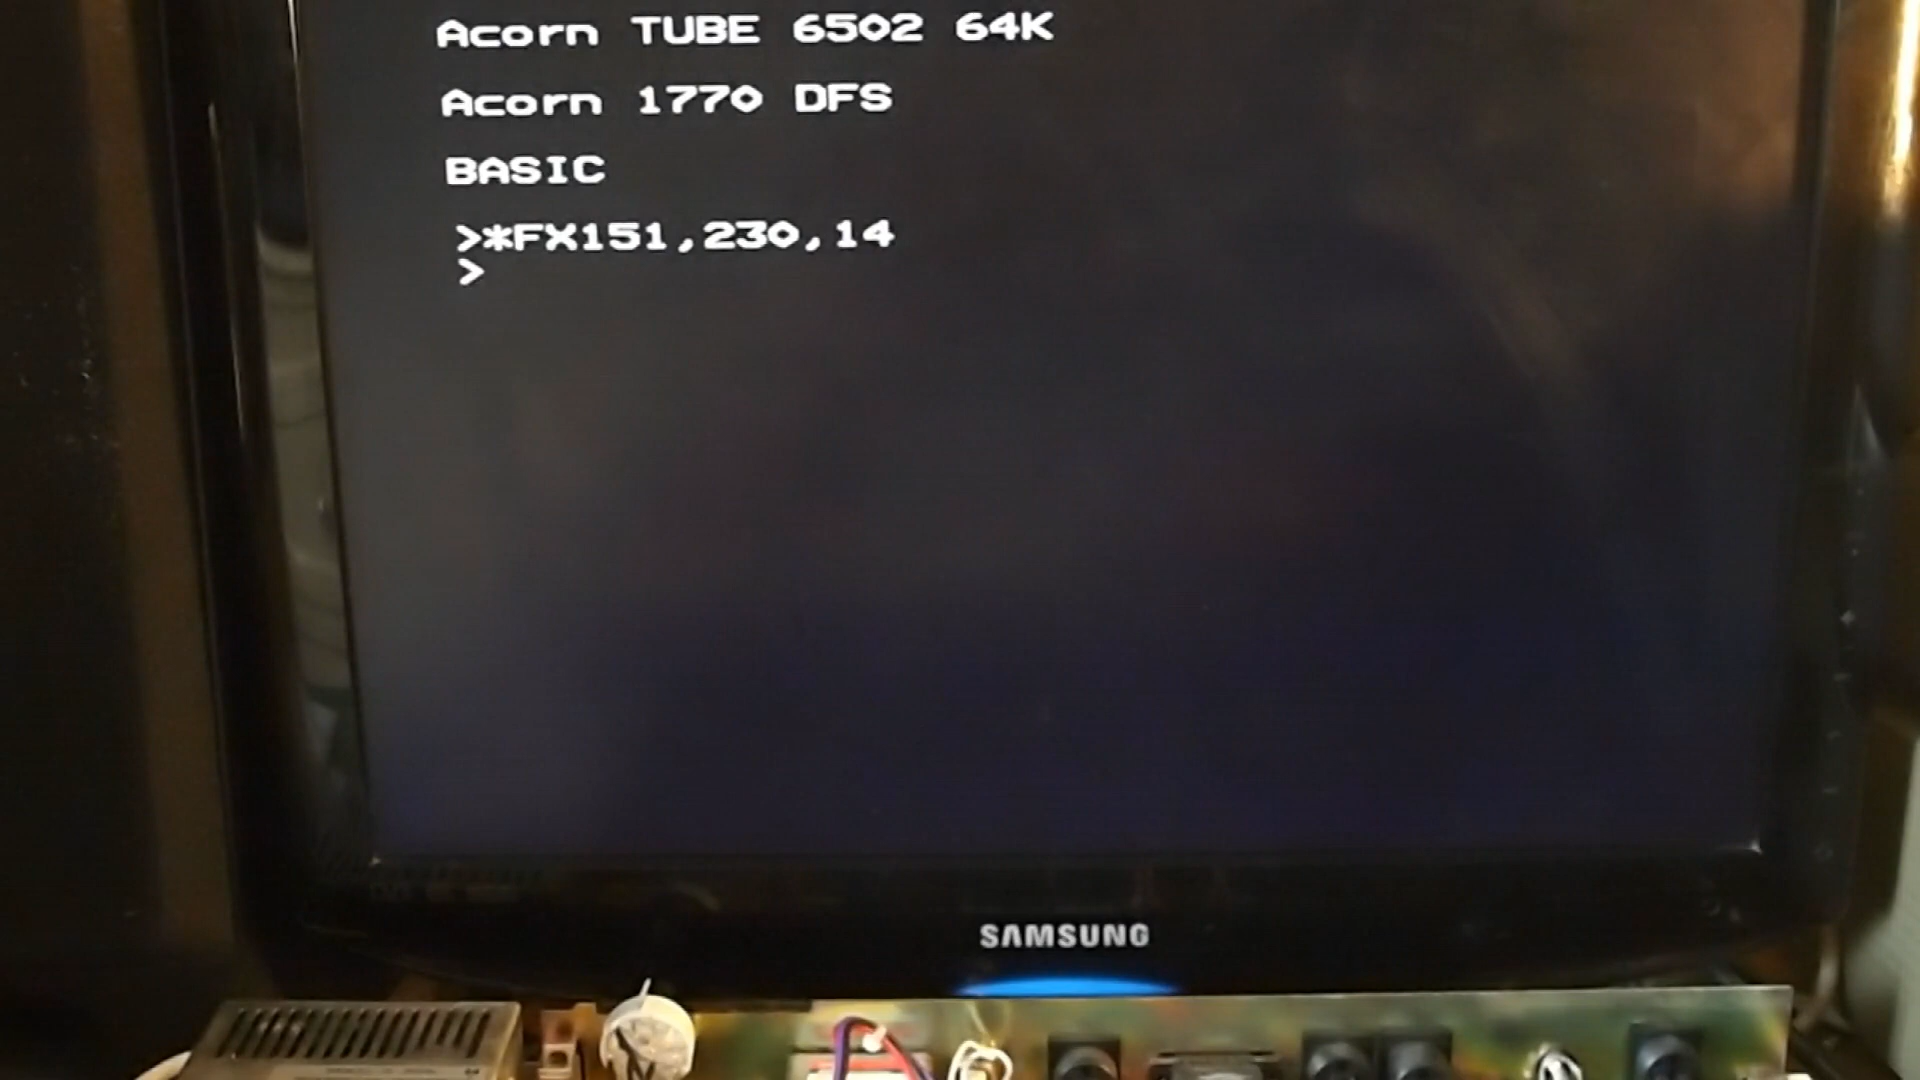 Acorn TUBE 6502 64K
Acorn 1770 DFS
BASIC
>*FX151,230,14
>
SAMSUNG